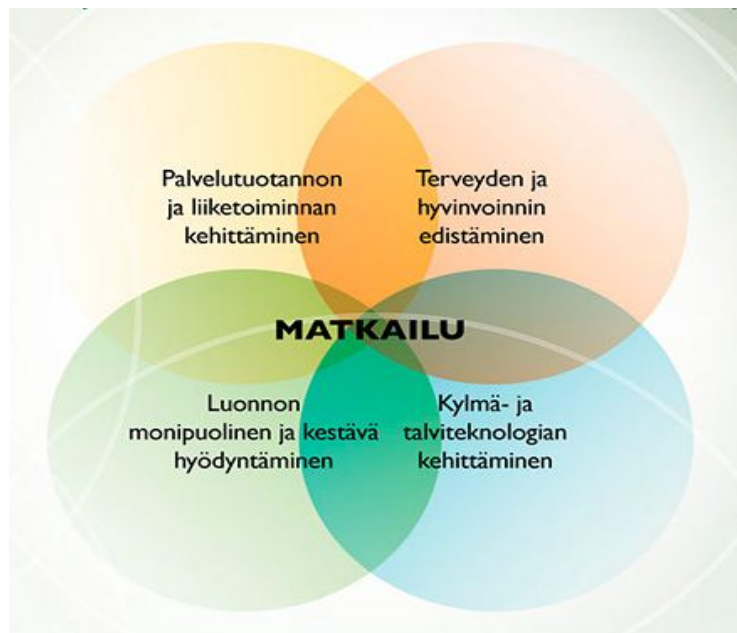 Palvelutuotannon
ja liiketoiminnan
kehittäminen
Terveyden ja
hyvinvoinnin
edistäminen
MATKAILU
Luonnon
monipuolinen ja kestävä
hyödyntäminen
Kylmä- ja
talviteknologian
kehittäminen